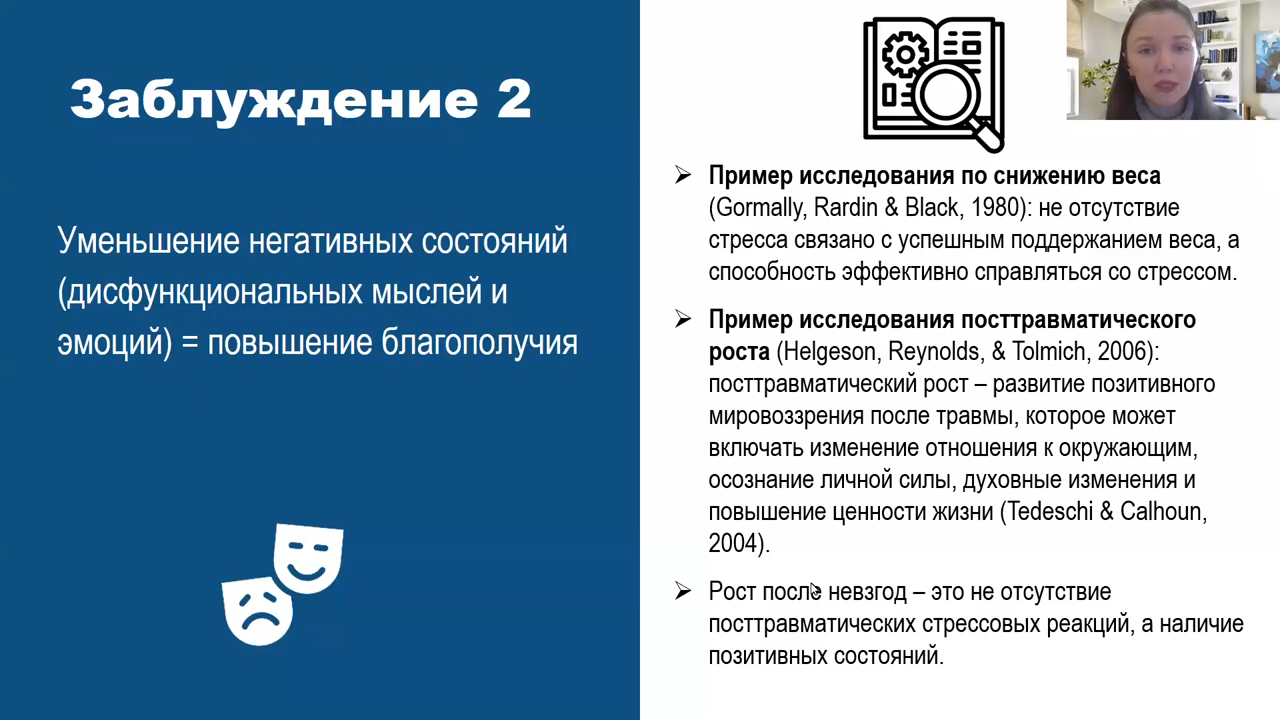 Заблуждение 2
Уменьшение негативных состояний
(дисфункциональных мыслей и
эмоций) = повышение благополучия
➢ Пример исследования по снижению веса
(Gormally, Rardin & Black, 1980): не отсутствие
стресса связано с успешным поддержанием веса, а
способность эффективно справляться со стрессом.
➢ Пример исследования посттравматического
роста (Helgeson, Reynolds, & Tolmich, 2006):
посттравматический рост – развитие позитивного
мировоззрения после травмы, которое может
включать изменение отношения к окружающим,
осознание личной силы, духовные изменения и
повышение ценности жизни (Tedeschi & Calhoun,
2004).
➢ Рост после невзгод – это не отсутствие
посттравматических стрессовых реакций, а наличие
позитивных состояний.